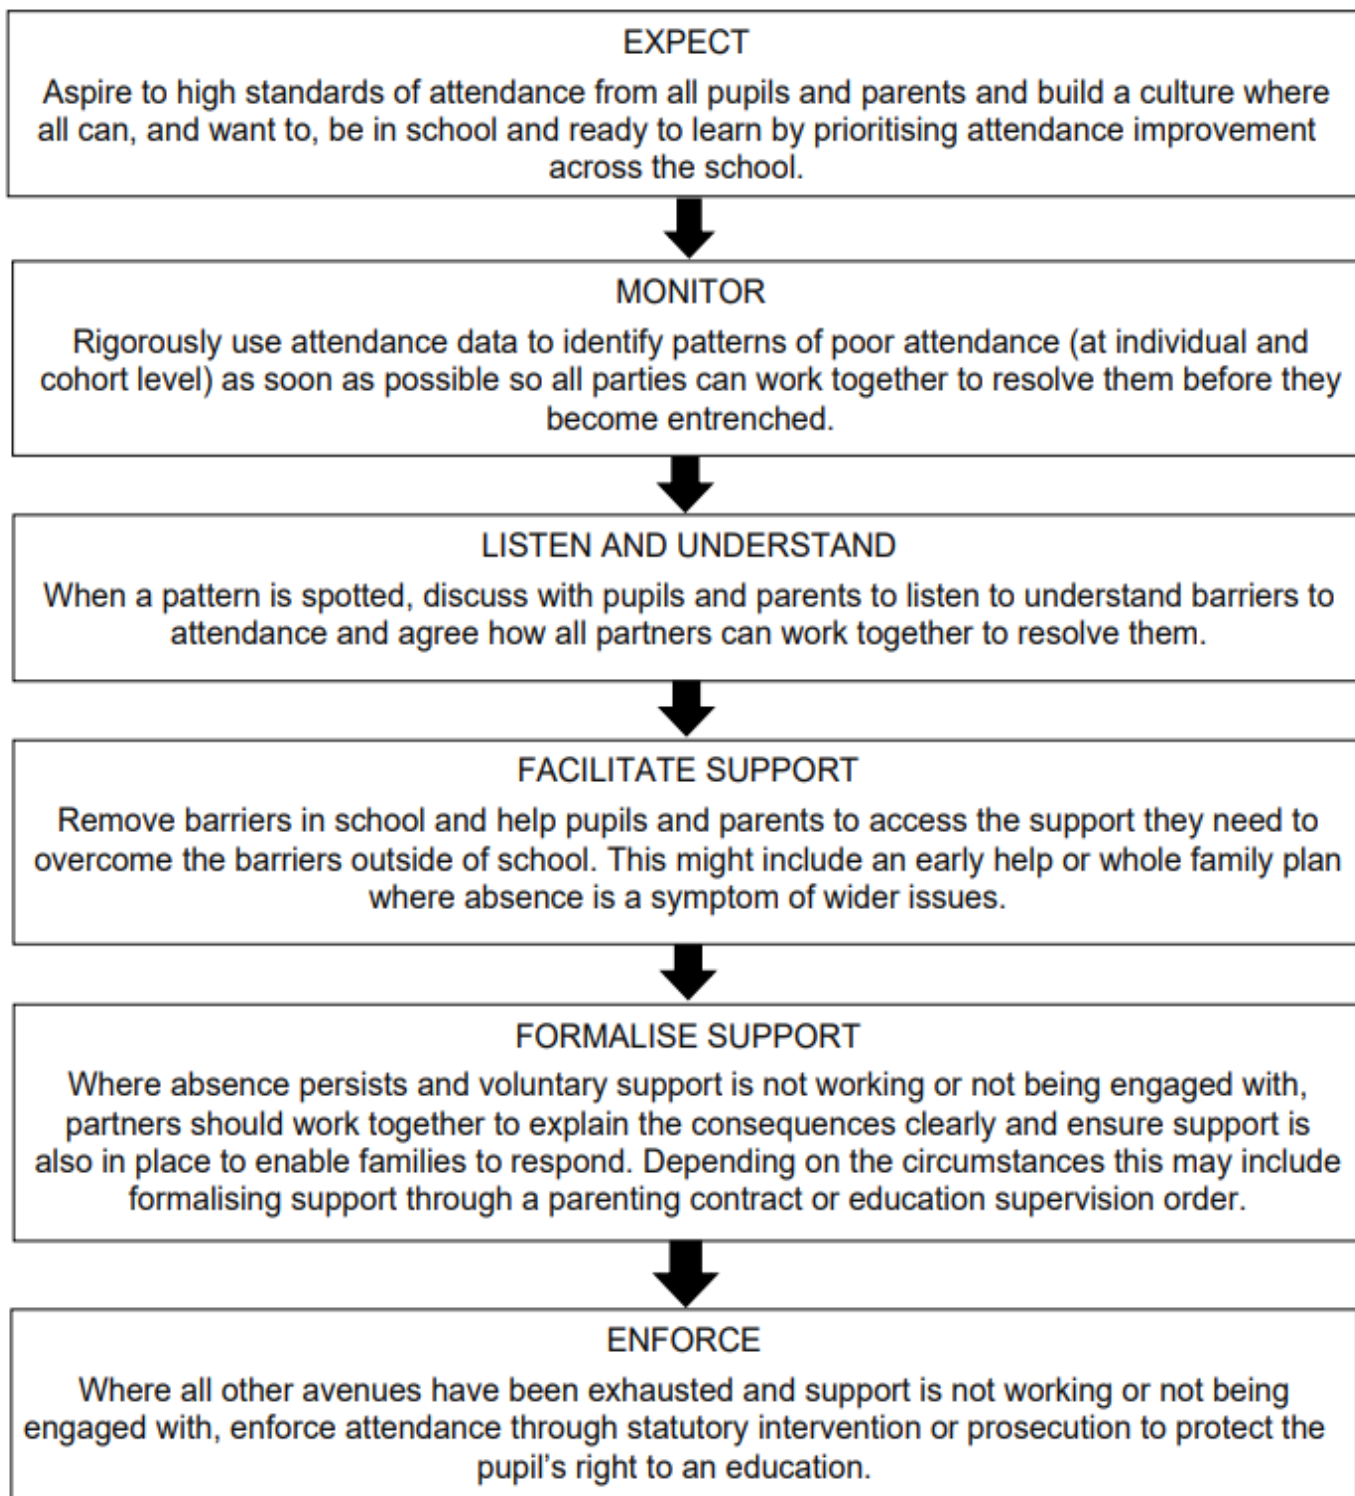 EXPECT
Aspire to high standards of attendance from all pupils and parents and build a culture where
all can, and want to, be in school and ready to learn by prioritising attendance improvement
across the school.
MONITOR
Rigorously use attendance data to identify patterns of poor attendance (at individual and
cohort level) as soon as possible so all parties can work together to resolve them before they
become entrenched.
LISTEN AND UNDERSTAND
When a pattern is spotted, discuss with pupils and parents to listen to understand barriers to
attendance and agree how all partners can work together to resolve them.
FACILITATE SUPPORT
Remove barriers in school and help pupils and parents to access the support they need to
overcome the barriers outside of school. This might include an early help or whole family plan
where absence is a symptom of wider issues.
FORMALISE SUPPORT
Where absence persists and voluntary support is not working or not being engaged with,
partners should work together to explain the consequences clearly and ensure support is
also in place to enable families to respond. Depending on the circumstances this may include
formalising support through a parenting contract or education supervision order.
ENFORCE
Where all other avenues have been exhausted and support is not working or not being
engaged with, enforce attendance through statutory intervention or prosecution to protect the
pupil's right to an education.